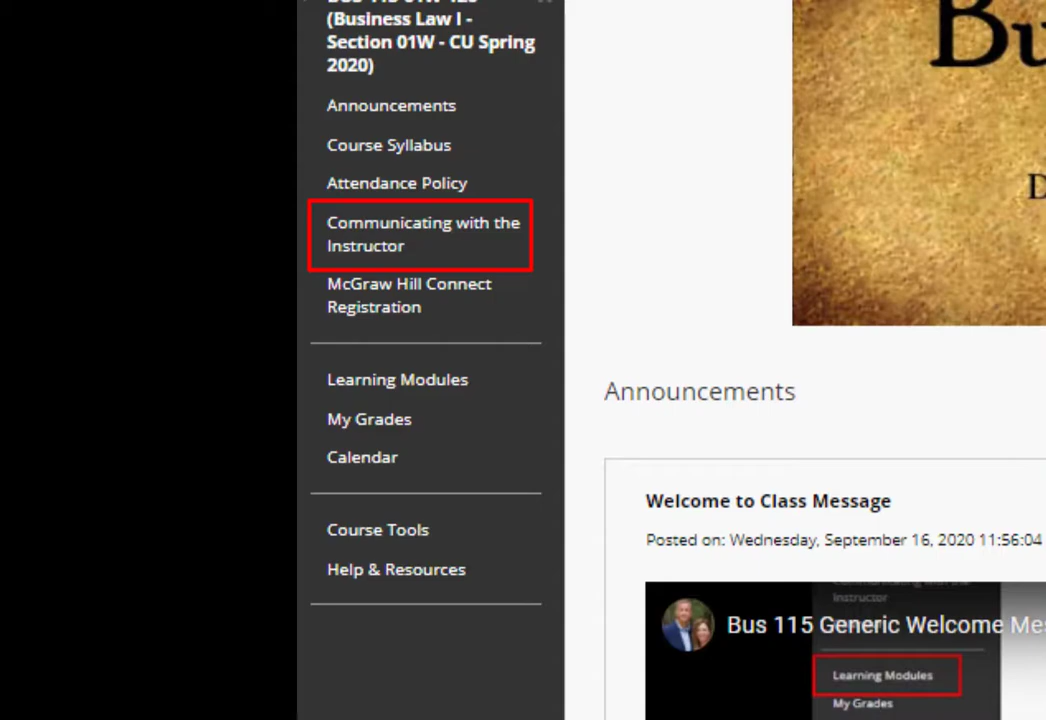 (Business Law I -
Section 01W - CU Spring
2020)
Announcements
Course Syllabus
Attendance Policy
Communicating with the
Instructor
McGraw Hill Connect
Registration
Learning Modules
My Grades
Calendar
Course Tools
Help & Resources
Bu
D
Announcements
Welcome to Class Message
Posted on: Wednesday, September 16, 2020 11:56:04
Instructor
Bus 115 Generic Welcome Mes
Learning Modules
My Grades